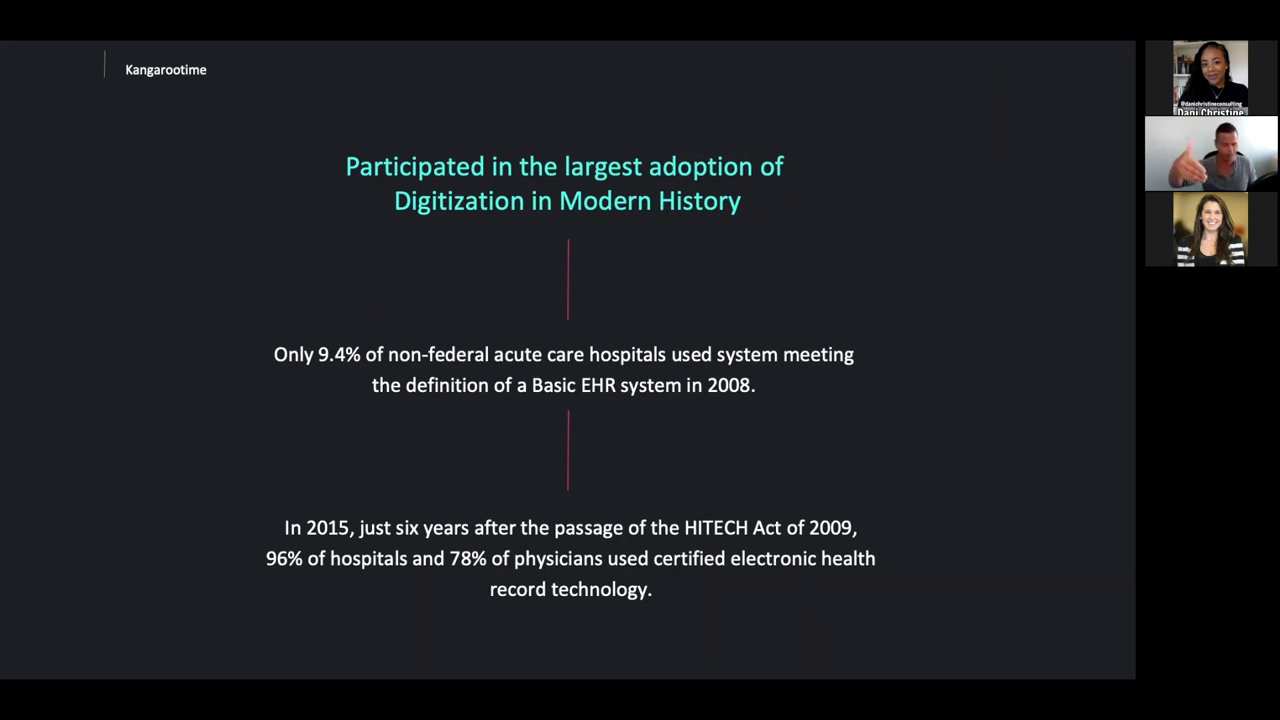 Kangarootime
Participated in the largest adoption of
Digitization in Modern History
Only 9.4% of non-federal acute care hospitals used system meeting
the definition of a Basic EHR system in 2008.
In 2015, just six years after the passage of the HITECH Act of 2009,
96% of hospitals and 78% of physicians used certified electronic health
record technology.
@danichristineconsulting
Dani Christine